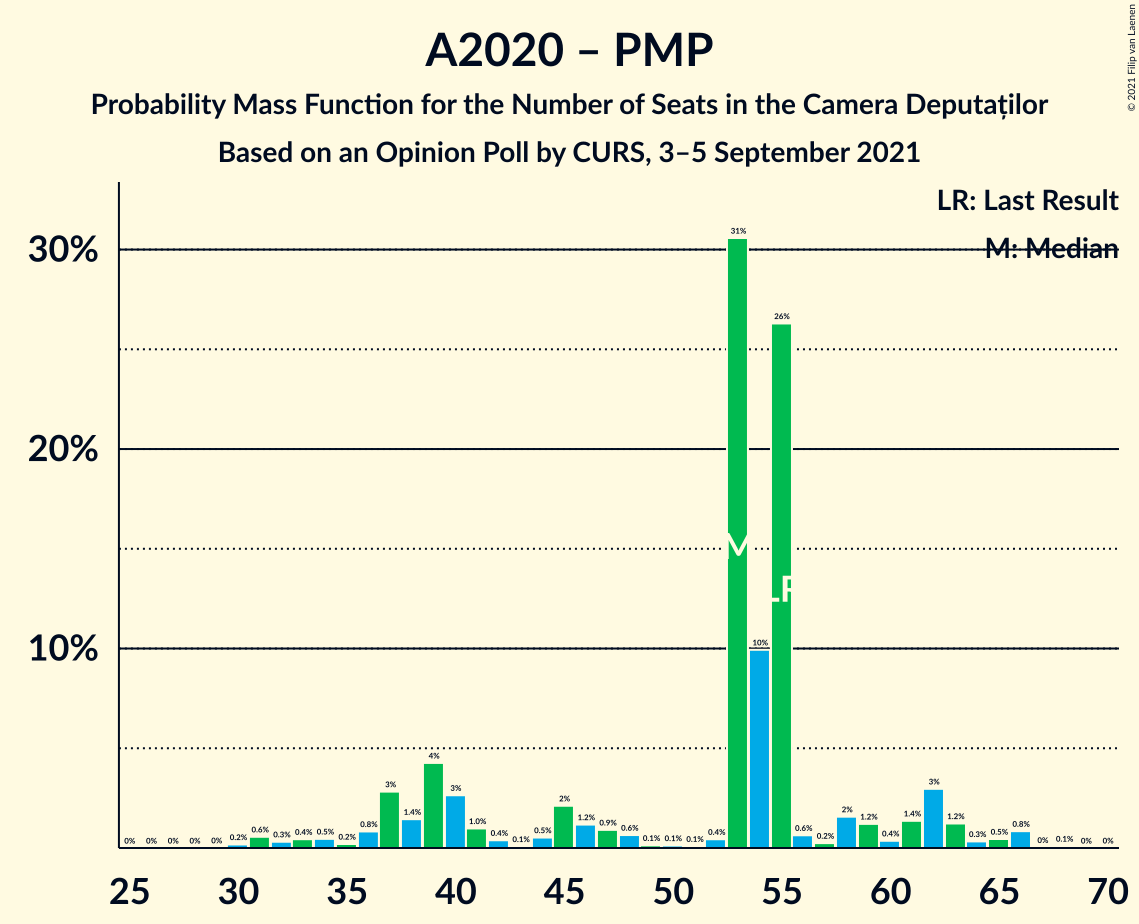 A2020 – PMP
Probability Mass Function for the Number of Seats in the Camera Deputaților
Based on an Opinion Poll by CURS, 3–5 September 2021
© 2021 Filip van Laenen
LR: Last Result
M: Median
30%
20%
10%
0% 0% 0% 0% 0% 0.2% 0.6% 0.3% 0.4% 0.5% 0.2% 0.8% 3% 1.4% 4% 3% 1.0% 0.4% 0.1% 0.5% 2% 1.2% 0.9% 0.6% 0.1% 0.1% 0.1% 0.4% 31% 10% 26% 0.6% 0.2% 2% 1.2% 0.4% 1.4% 3% 1.2% 0.3% 0.5% 0.8% 0% 0.1% 0% 0%
M
LR
25 30 35 40 45 50 55 60 65 70